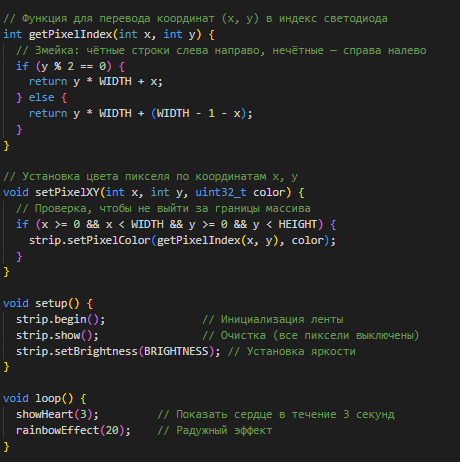 // Функция для перевода координат (x, y) в индекс светодиода
int getPixelIndex(int x, int y) {
  // Змейка: чётные строки слева направо, нечётные — справа налево
  if (y % 2 == 0) {
    return y * WIDTH + x;
  } else {
    return y * WIDTH + (WIDTH - 1 - x);
  }
}

// Установка цвета пикселя по координатам x, y
void setPixelXY(int x, int y, uint32_t color) {
  // Проверка, чтобы не выйти за границы массива
  if (x >= 0 && x < WIDTH && y >= 0 && y < HEIGHT) {
    strip.setPixelColor(getPixelIndex(x, y), color);
  }
}

void setup() {
  strip.begin();               // Инициализация ленты
  strip.show();                // Очистка (все пиксели выключены)
  strip.setBrightness(BRIGHTNESS); // Установка яркости
}

void loop() {
  showHeart(3);         // Показать сердце в течение 3 секунд
  rainbowEffect(20);    // Радужный эффект
}